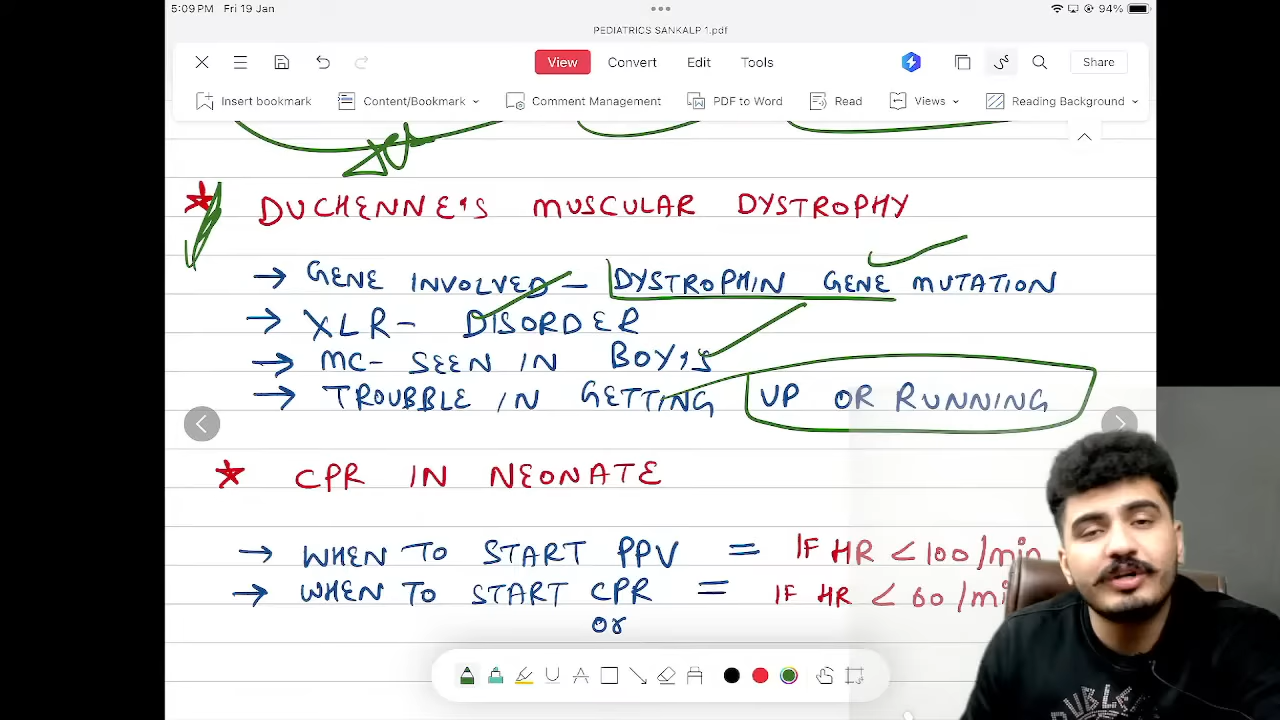 5:09 PM Fri 19 Jan
94%
PEDIATRICS SANKALP 1.pdf
View Convert Edit Tools Share
Insert bookmark Content/Bookmark Comment Management PDF to Word Read Views Reading Background
DUCHENNE'S MUSCULAR DYSTROPHY
→ GENE INVOLVED – DYSTROPHIN GENE MUTATION
→ XLR – DISORDER
→ MC – SEEN IN BOY'S
→ TROUBBLE IN GETTING UP OR RUNNING
★ CPR IN NEONATE
→ WHEN TO START PPV = IF HR < 100/min
→ WHEN TO START CPR = IF HR < 60/mi
or
DOUBLE